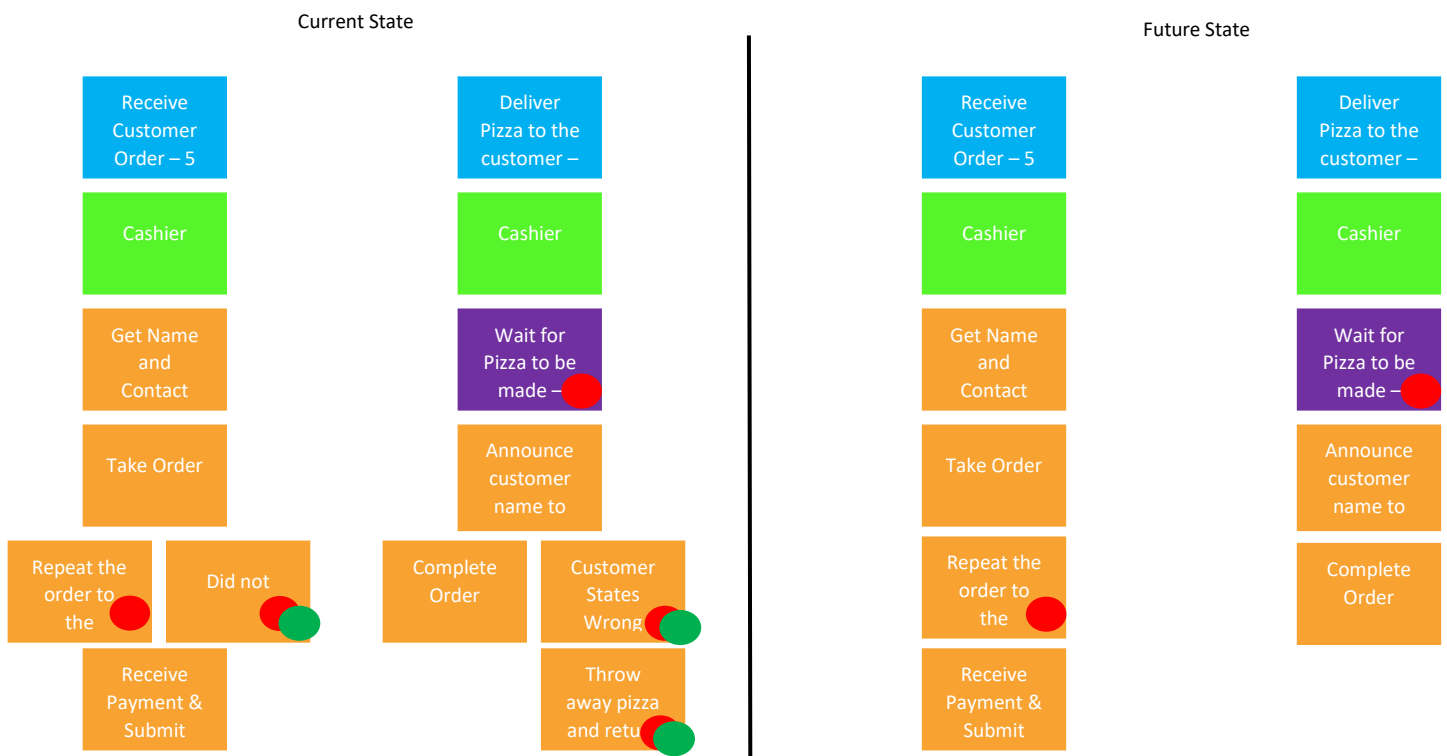 Current State
Receive
Customer
Order – 5
Cashier
Get Name
and
Contact
Take Order
Repeat the
order to
the
Did not
Receive
Payment &
Submit
Deliver
Pizza to the
customer –
Cashier
Wait for
Pizza to be
made –
Announce
customer
name to
Complete
Order
Customer
States
Wrong
Throw
away pizza
and retu
Future State
Receive
Customer
Order – 5
Cashier
Get Name
and
Contact
Take Order
Repeat the
order to
the
Receive
Payment &
Submit
Deliver
Pizza to the
customer –
Cashier
Wait for
Pizza to be
made –
Announce
customer
name to
Complete
Order